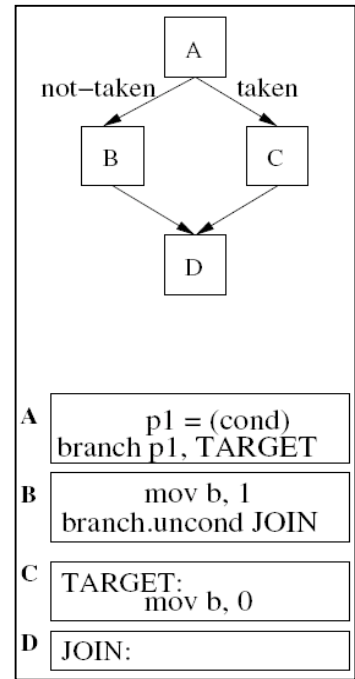 A
not-taken taken
B C
D
A
p1 = (cond)
branch p1, TARGET
B
mov b, 1
branch.uncond JOIN
C
TARGET:
mov b, 0
D
JOIN: